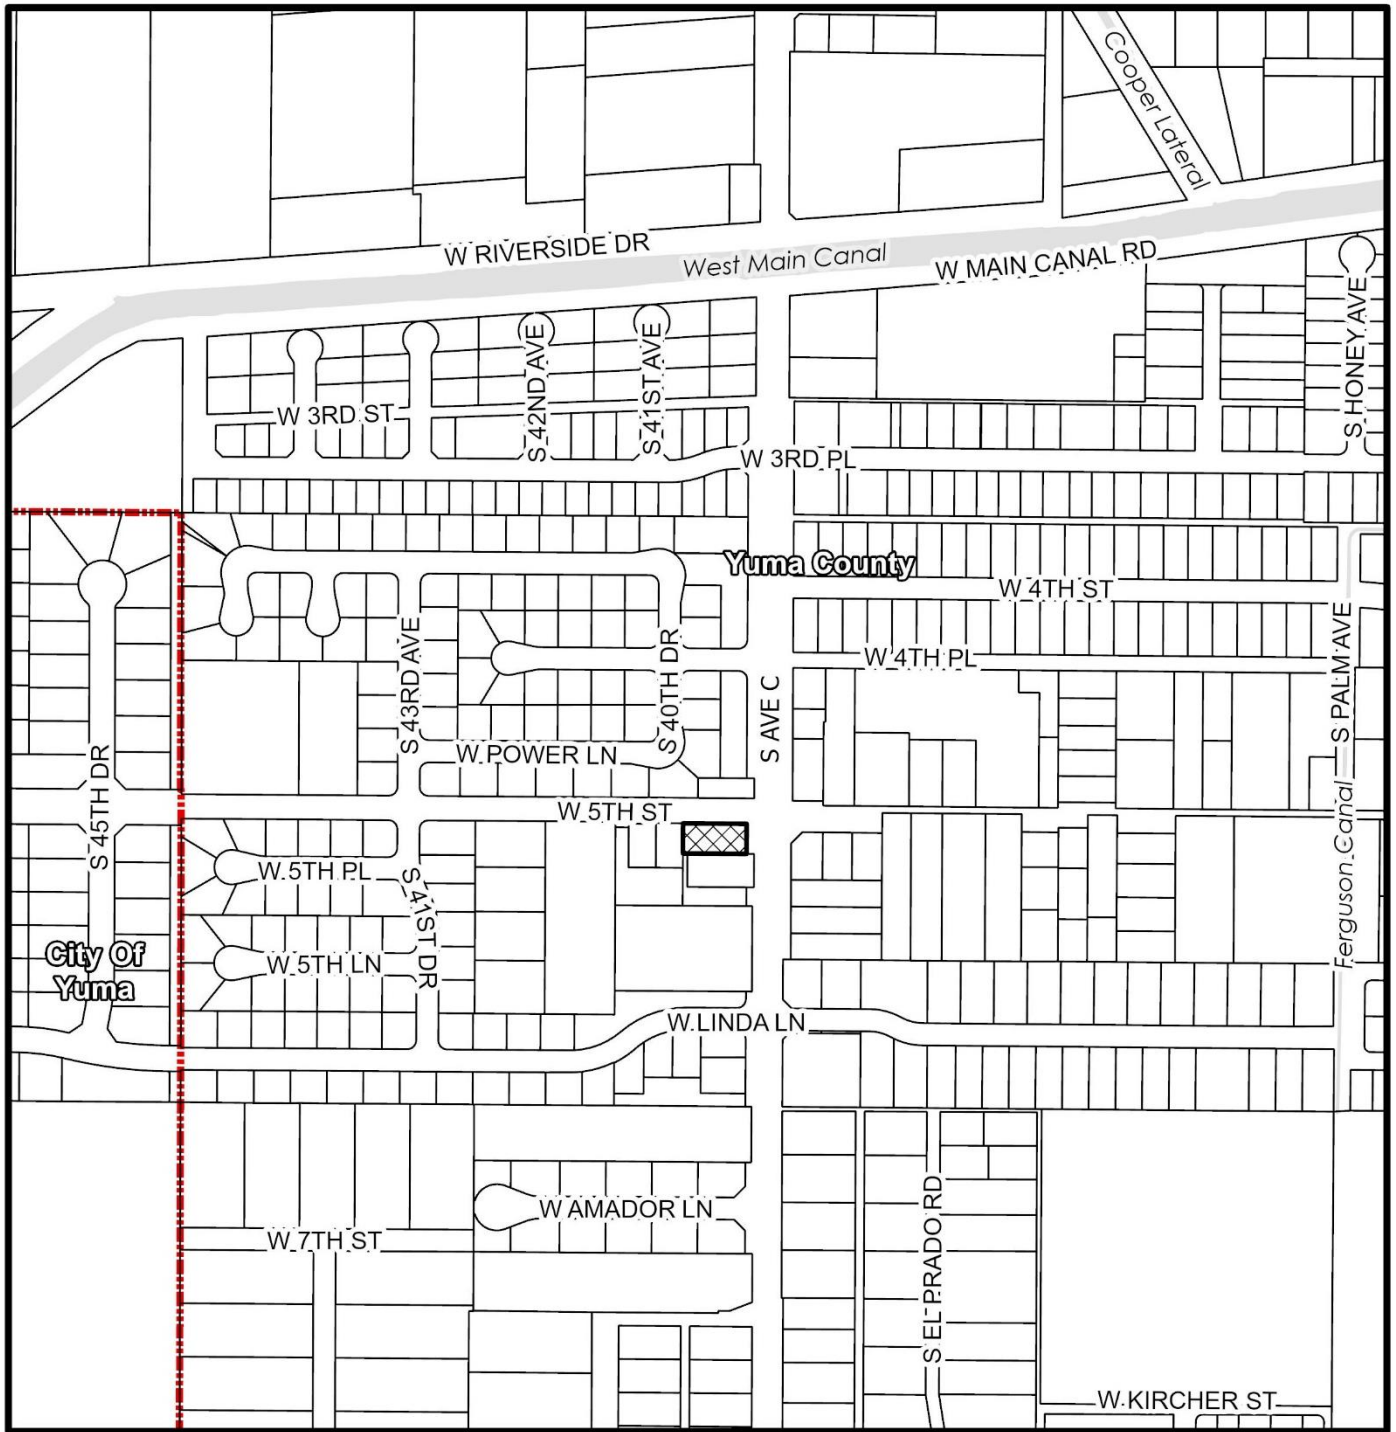 Cooper Lateral
W RIVERSIDE DR
West Main Canal
W MAIN CANAL RD
S HONEY AVE
W 3RD ST
S 42ND AVE
S 41ST AVE
W 3RD PL
Yuma County
W 4TH ST
S 43RD AVE
S 40TH DR
W 4TH PL
S PALM AVE
S AVE C
W POWER LN
S 45TH DR
W 5TH ST
Ferguson Canal
W 5TH PL
S 41ST DR
City Of
Yuma
W 5TH LN
W LINDA LN
W AMADOR LN
W 7TH ST
S EL PRADO RD
W KIRCHER ST